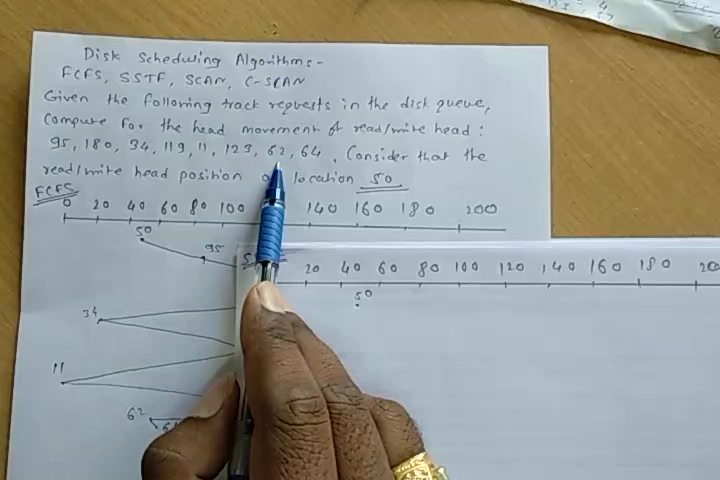 Disk Scheduling Algorithms-
FCFS, SSTF, SCAN, C-SCAN
Given the following track requests in the disk queue,
compute for the head movement of read/write head:
95, 180, 34, 119, 11, 123, 62, 64. Consider that the
read/write head position location 50
FCFS
0 20 40 60 80 100 140 160 180 200
50
95
20 40 60 80 100 120 140 160 180 200
50
34
11
62